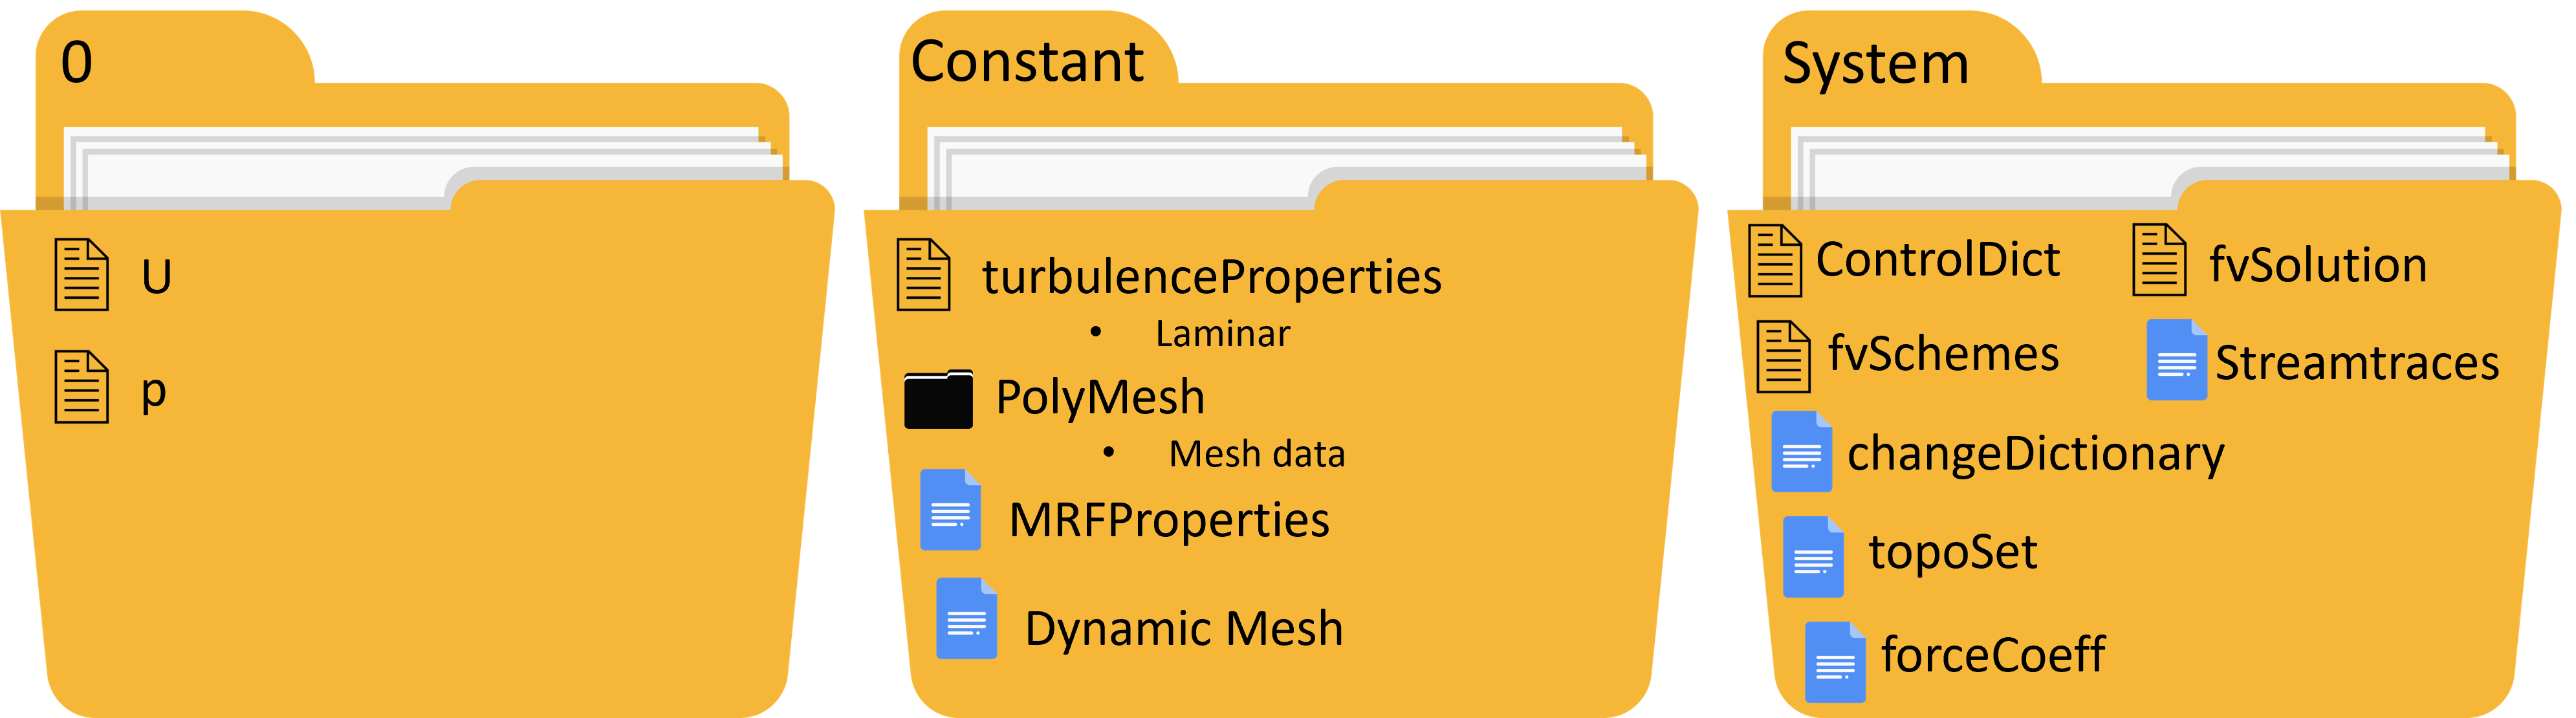 0
U
p
Constant
turbulenceProperties
• Laminar
PolyMesh
• Mesh data
MRFProperties
Dynamic Mesh
System
ControlDict
fvSolution
fvSchemes
Streamtraces
changeDictionary
topoSet
forceCoeff